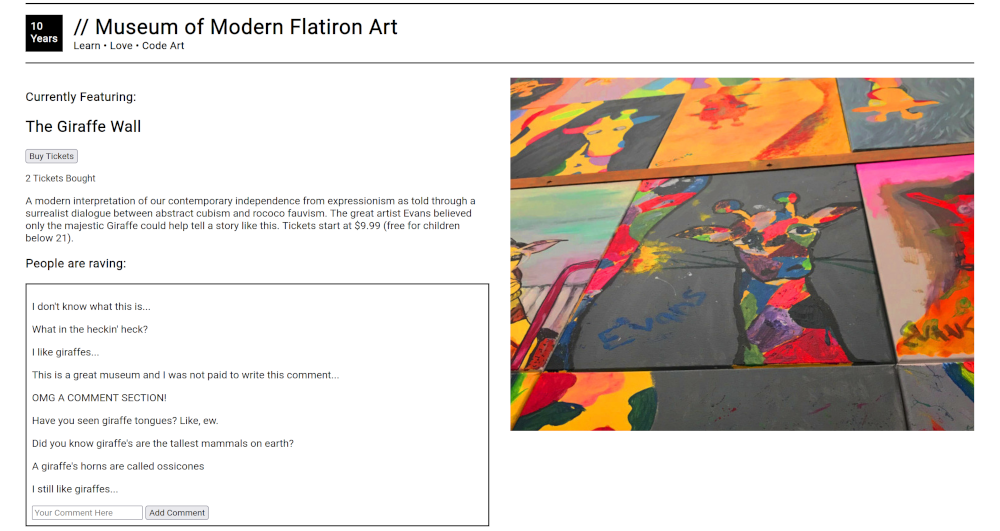 10
Years
// Museum of Modern Flatiron Art
Learn • Love • Code Art
Currently Featuring:
The Giraffe Wall
Buy Tickets
2 Tickets Bought
A modern interpretation of our contemporary independence from expressionism as told through a
surrealist dialogue between abstract cubism and rococo fauvism. The great artist Evans believed
only the majestic Giraffe could help tell a story like this. Tickets start at $9.99 (free for children
below 21).
People are raving:
I don't know what this is...
What in the heckin' heck?
I like giraffes...
This is a great museum and I was not paid to write this comment...
OMG A COMMENT SECTION!
Have you seen giraffe tongues? Like, ew.
Did you know giraffe's are the tallest mammals on earth?
A giraffe's horns are called ossicones
I still like giraffes...
Your Comment Here
Add Comment
Evans